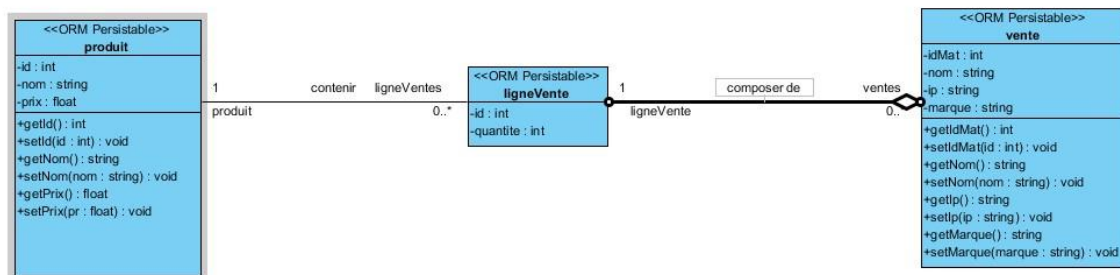 <<ORM Persistable>>
produit
-id : int
-nom : string
-prix : float
+getId() : int
+setId(id : int) : void
+getNom() : string
+setNom(nom : string) : void
+getPrix() : float
+setPrix(pr : float) : void
1
contenir
ligneVentes
produit
0..*
<<ORM Persistable>>
ligneVente
-id : int
-quantite : int
1
composer de
ventes
ligneVente
0..
<<ORM Persistable>>
vente
-idMat : int
-nom : string
-ip : string
-marque : string
+getIdMat() : int
+setIdMat(id : int) : void
+getNom() : string
+setNom(nom : string) : void
+getIp() : string
+setIp(ip : string) : void
+getMarque() : string
+setMarque(marque : string) : void